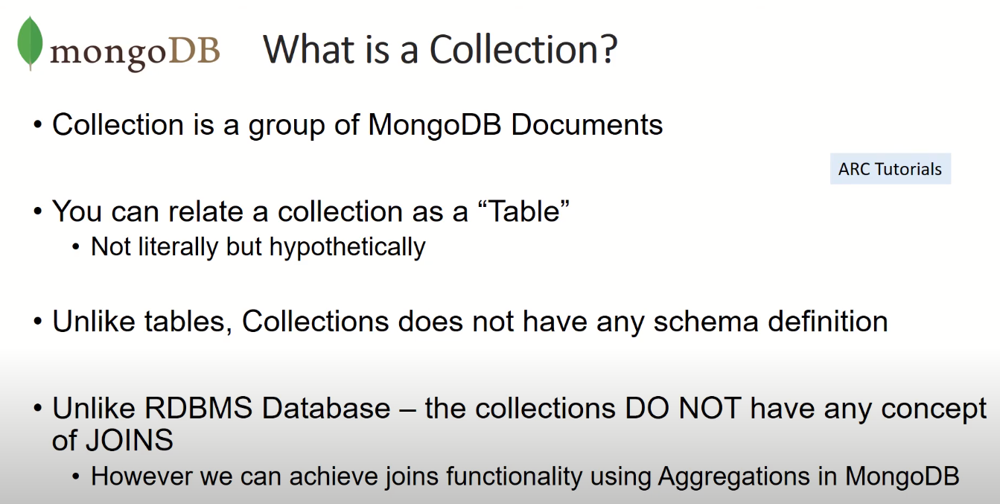 mongoDB What is a Collection?
• Collection is a group of MongoDB Documents
ARC Tutorials
• You can relate a collection as a “Table”
• Not literally but hypothetically
• Unlike tables, Collections does not have any schema definition
• Unlike RDBMS Database – the collections DO NOT have any concept
of JOINS
• However we can achieve joins functionality using Aggregations in MongoDB